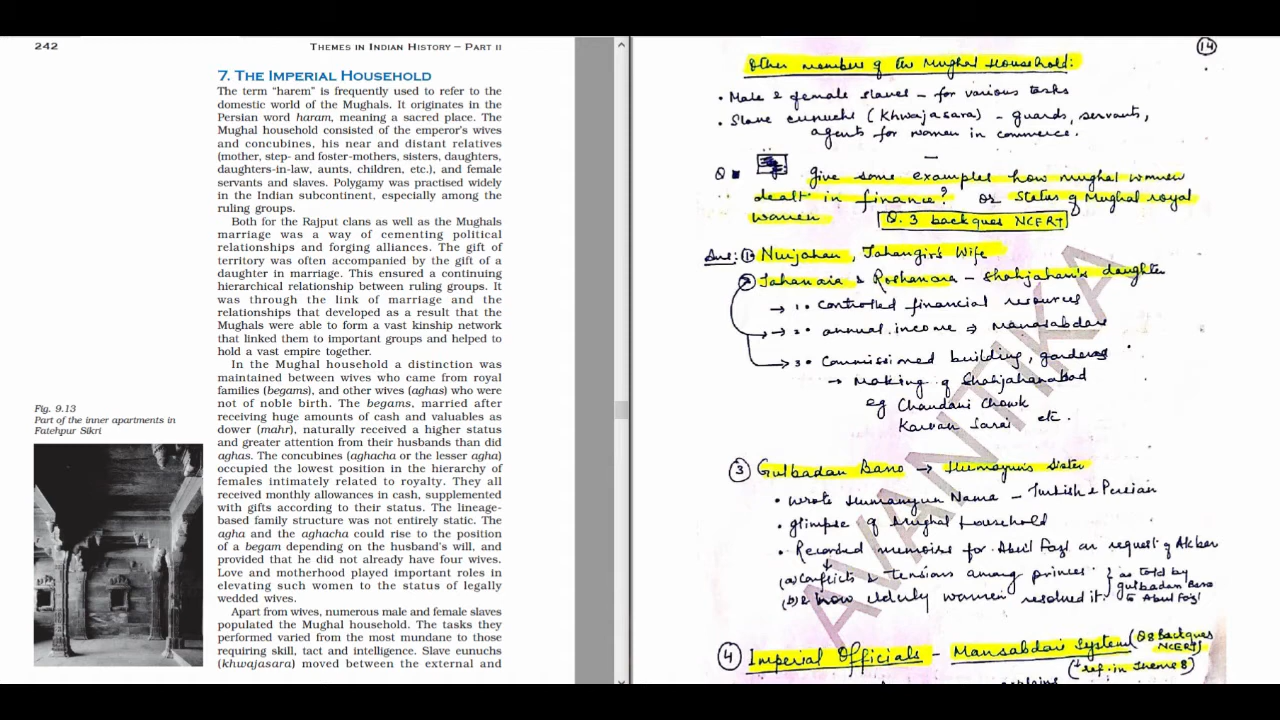 242
THEMES IN INDIAN HISTORY – PART II
7. THE IMPERIAL HOUSEHOLD
The term “harem” is frequently used to refer to the
domestic world of the Mughals. It originates in the
Persian word haram, meaning a sacred place. The
Mughal household consisted of the emperor’s wives
and concubines, his near and distant relatives
(mother, step- and foster-mothers, sisters, daughters,
daughters-in-law, aunts, children, etc.), and female
servants and slaves. Polygamy was practised widely
in the Indian subcontinent, especially among the
ruling groups.
Both for the Rajput clans as well as the Mughals
marriage was a way of cementing political
relationships and forging alliances. The gift of
territory was often accompanied by the gift of a
daughter in marriage. This ensured a continuing
hierarchical relationship between ruling groups. It
was through the link of marriage and the
relationships that developed as a result that the
Mughals were able to form a vast kinship network
that linked them to important groups and helped to
hold a vast empire together.
In the Mughal household a distinction was
maintained between wives who came from royal
families (begams), and other wives (aghas) who were
not of noble birth. The begams, married after
receiving huge amounts of cash and valuables as
dower (mahr), naturally received a higher status
and greater attention from their husbands than did
aghas. The concubines (aghacha or the lesser agha)
occupied the lowest position in the hierarchy of
females intimately related to royalty. They all
received monthly allowances in cash, supplemented
with gifts according to their status. The lineage-
based family structure was not entirely static. The
agha and the aghacha could rise to the position
of a begam depending on the husband’s will, and
provided that he did not already have four wives.
Love and motherhood played important roles in
elevating such women to the status of legally
wedded wives.
Apart from wives, numerous male and female slaves
populated the Mughal household. The tasks they
performed varied from the most mundane to those
requiring skill, tact and intelligence. Slave eunuchs
(khwajasara) moved between the external and
Fig. 9.13
Part of the inner apartments in
Fatehpur Sikri
14
Other members of the Mughal Household:
• Male & female slaves – for various tasks
• Slave eunuchs (Khwajasara) – guards, servants,
agents for women in commerce.
Q give some examples how mughal women
dealt in finance? or status of Mughal royal
women Q.3 backques NCERT
Ans: 1. Nurjahan, Jahangir's Wife
2 Jahanara & Roshanara – Shahjahan's daughter
→ 1. Controlled financial resources
→ 2. annual income ⇒ Mansabdars
→ 3. Commissioned building, gardens
→ Making of Shahjahanabad
eg Chandani Chowk
Karwan Sarai etc.
3 Gulbadan Bano → Humayun's sister
• wrote Humanyun Nama – Turkish & Persian
• glimpse of Mughal household
• Recorded memoirs for Abul Fazl on request of Akbar
(a) Conflicts & tensions among princes } as told by
(b) & how elderly women resolved it. gulbadan Bano
to Abul Fazl
4 Imperial Officials – Mansabdari System (Q8 Backques
NCERT)
(↓ ref. in Theme 8)
AVANTIKA